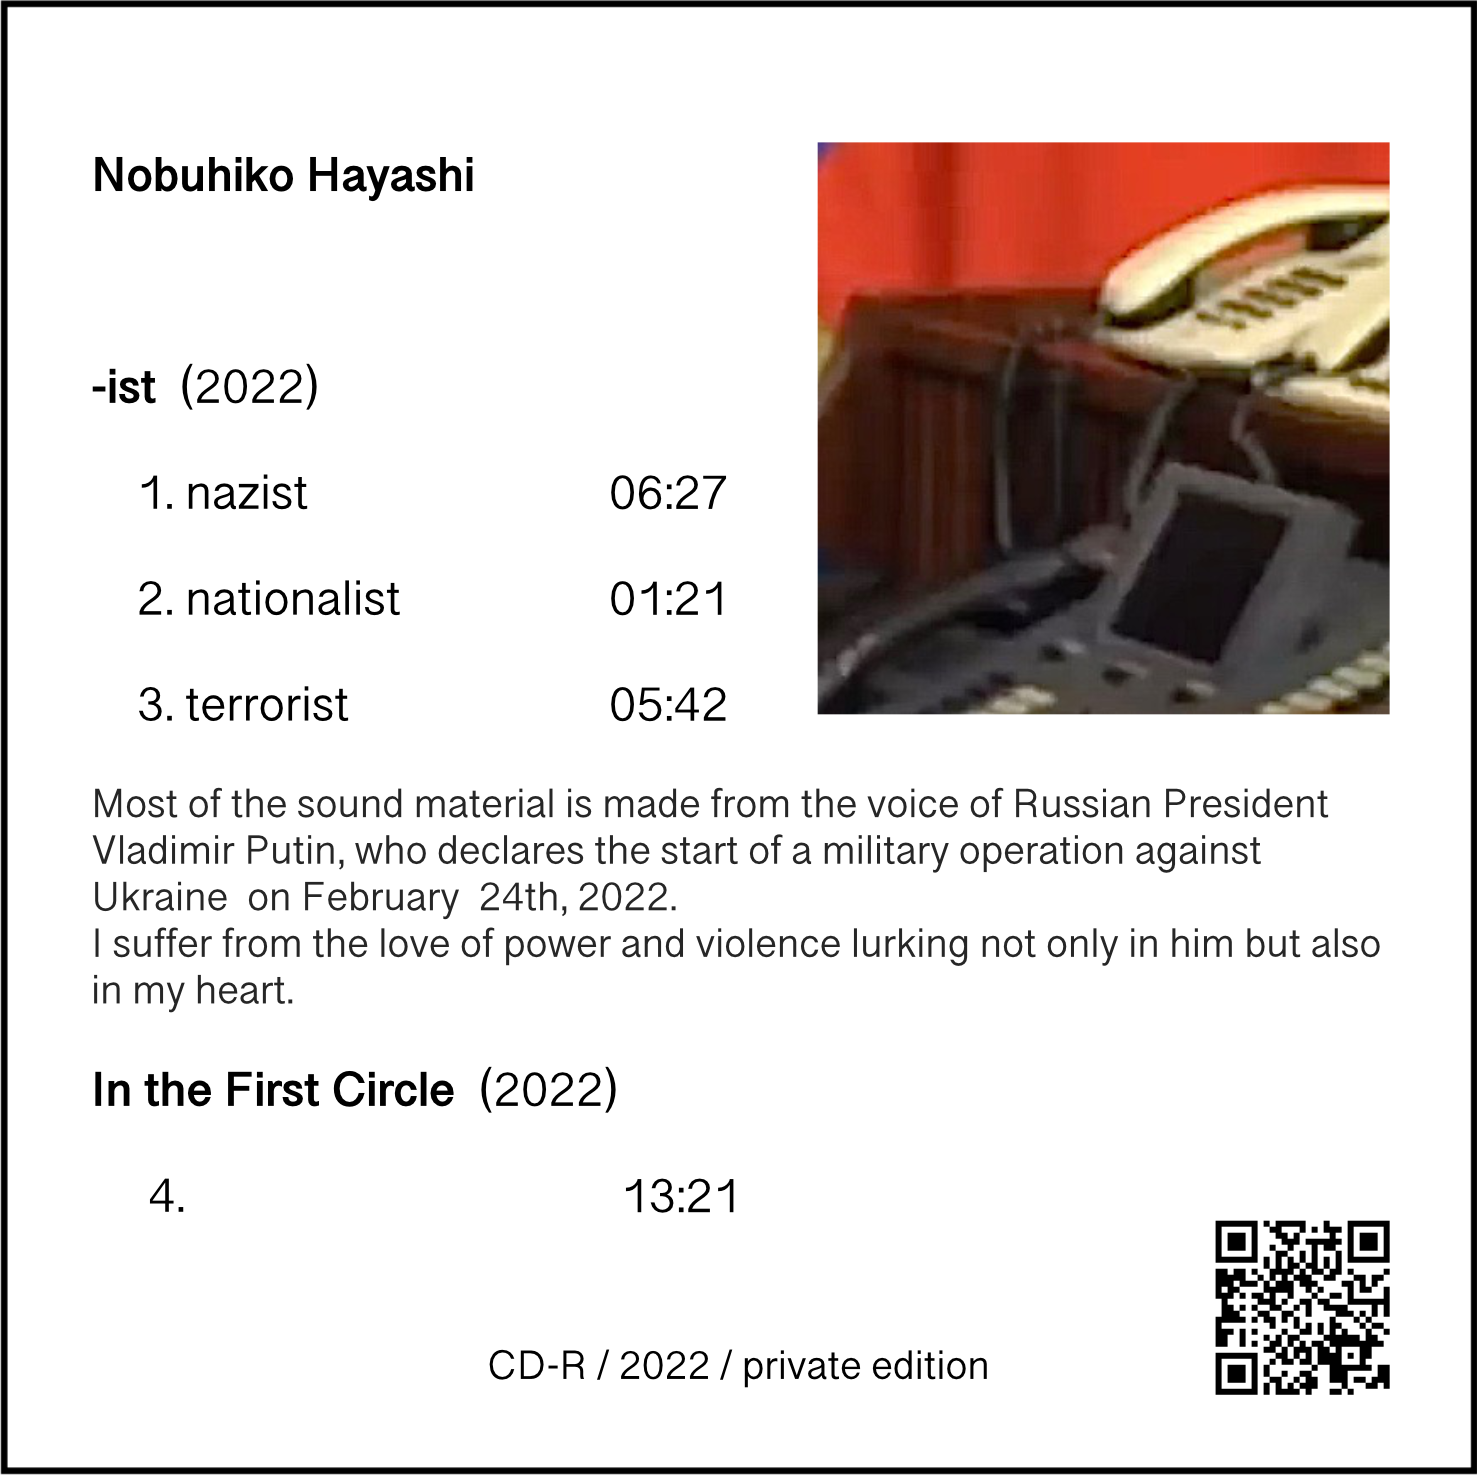 Nobuhiko Hayashi
-ist (2022)
1. nazist 06:27
2. nationalist 01:21
3. terrorist 05:42
Most of the sound material is made from the voice of Russian President
Vladimir Putin, who declares the start of a military operation against
Ukraine on February 24th, 2022.
I suffer from the love of power and violence lurking not only in him but also
in my heart.
In the First Circle (2022)
4. 13:21
CD-R / 2022 / private edition